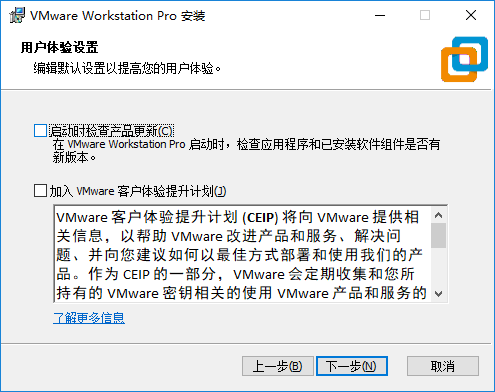 VMware Workstation Pro 安装
用户体验设置
编辑默认设置以提高您的用户体验。
启动时检查产品更新(C)
在 VMware Workstation Pro 启动时，检查应用程序和已安装软件组件是否有
新版本。
加入 VMware 客户体验提升计划(J)
VMware 客户体验提升计划 (CEIP) 将向 VMware 提供相
关信息，以帮助 VMware 改进产品和服务、解决问
题、并向您建议如何以最佳方式部署和使用我们的产
品。作为 CEIP 的一部分，VMware 会定期收集和您所
持有的 VMware 密钥相关的使用 VMware 产品和服务的
了解更多信息
上一步(B) 下一步(N) 取消